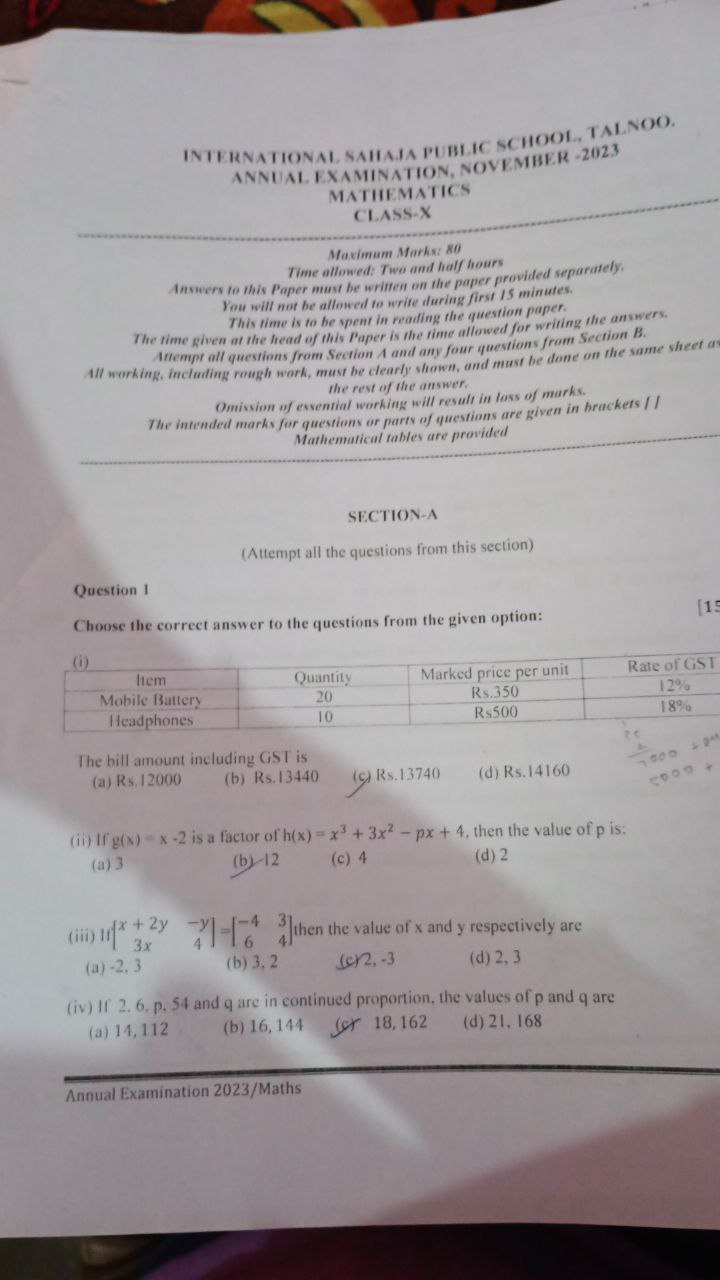 INTERNATIONAL SAHAJA PUBLIC SCHOOL, TALNOO.
ANNUAL EXAMINATION, NOVEMBER -2023
MATHEMATICS
CLASS-X
Maximum Marks: 80
Time allowed: Two and half hours
Answers to this Paper must be written on the paper provided separately.
You will not be allowed to write during first 15 minutes.
This time is to be spent in reading the question paper.
The time given at the head of this Paper is the time allowed for writing the answers.
Attempt all questions from Section A and any four questions from Section B.
All working, including rough work, must be clearly shown, and must be done on the same sheet as
the rest of the answer.
Omission of essential working will result in loss of marks.
The intended marks for questions or parts of questions are given in brackets [ ]
Mathematical tables are provided
SECTION-A
(Attempt all the questions from this section)
Question 1
Choose the correct answer to the questions from the given option: [15
(i)
Item Quantity Marked price per unit Rate of GST
Mobile Battery 20 Rs.350 12%
Headphones 10 Rs500 18%
The bill amount including GST is
(a) Rs.12000 (b) Rs.13440 (c) Rs.13740 (d) Rs.14160
7000 +
5000 +
(ii) If g(x) = x -2 is a factor of h(x) = x³ + 3x² − px + 4, then the value of p is:
(a) 3 (b) 12 (c) 4 (d) 2
(iii) If [x + 2y −y] = [−4 3] then the value of x and y respectively are
[3x 4] [6 4]
(a) -2, 3 (b) 3, 2 (c) 2, -3 (d) 2, 3
(iv) If 2, 6, p, 54 and q are in continued proportion, the values of p and q are
(a) 14, 112 (b) 16, 144 (c) 18, 162 (d) 21, 168
Annual Examination 2023/Maths